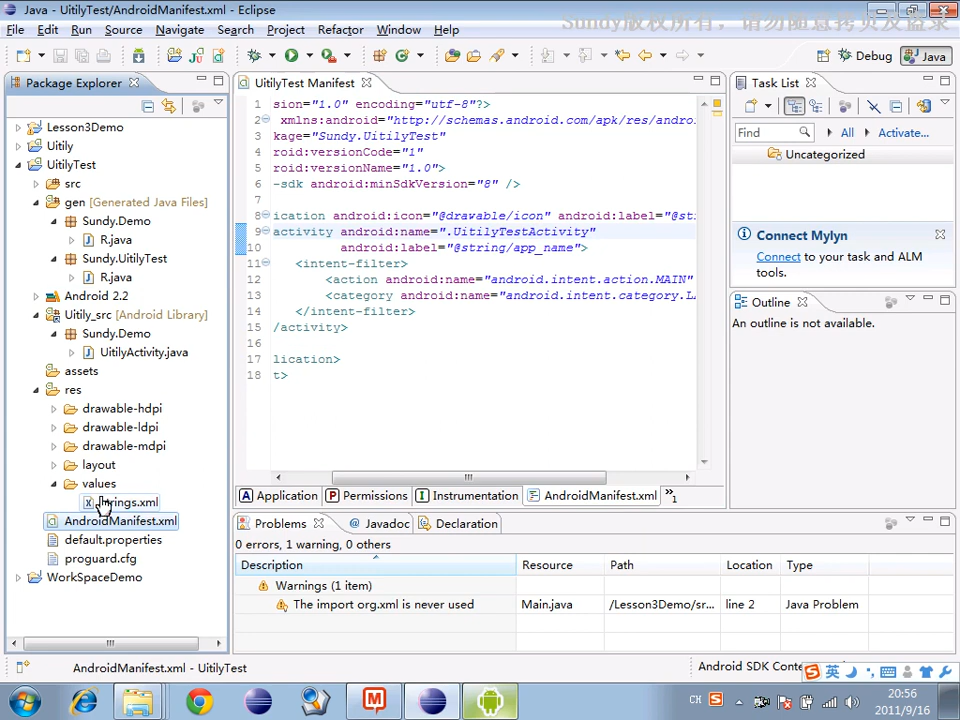 Java - UitilyTest/AndroidManifest.xml - Eclipse
Sundy版权所有，请勿随意拷贝及盗录
File Edit Run Source Navigate Search Project Refactor Window Help
Debug Java
Package Explorer
Lesson3Demo
Uitily
UitilyTest
src
gen [Generated Java Files]
Sundy.Demo
R.java
Sundy.UitilyTest
R.java
Android 2.2
Uitily_src [Android Library]
Sundy.Demo
UitilyActivity.java
assets
res
drawable-hdpi
drawable-ldpi
drawable-mdpi
layout
values
strings.xml
AndroidManifest.xml
default.properties
proguard.cfg
WorkSpaceDemo
UitilyTest Manifest
1 sion="1.0" encoding="utf-8"?>
2 xmlns:android="http://schemas.android.com/apk/res/andro
3 kage="Sundy.UitilyTest"
4 roid:versionCode="1"
5 roid:versionName="1.0">
6 -sdk android:minSdkVersion="8" />
7
8 ication android:icon="@drawable/icon" android:label="@str
9 activity android:name=".UitilyTestActivity"
10 android:label="@string/app_name">
11 <intent-filter>
12 <action android:name="android.intent.action.MAIN"
13 <category android:name="android.intent.category.LA
14 </intent-filter>
15 /activity>
16
17 lication>
18 t>
Application Permissions Instrumentation AndroidManifest.xml »1
Task List
Find All Activate...
Uncategorized
Connect Mylyn
Connect to your task and ALM
tools.
Outline
An outline is not available.
Problems Javadoc Declaration
0 errors, 1 warning, 0 others
Description Resource Path Location Type
Warnings (1 item)
The import org.xml is never used Main.java /Lesson3Demo/sr... line 2 Java Problem
AndroidManifest.xml - UitilyTest
Android SDK Conte
英
CH
20:56
2011/9/16